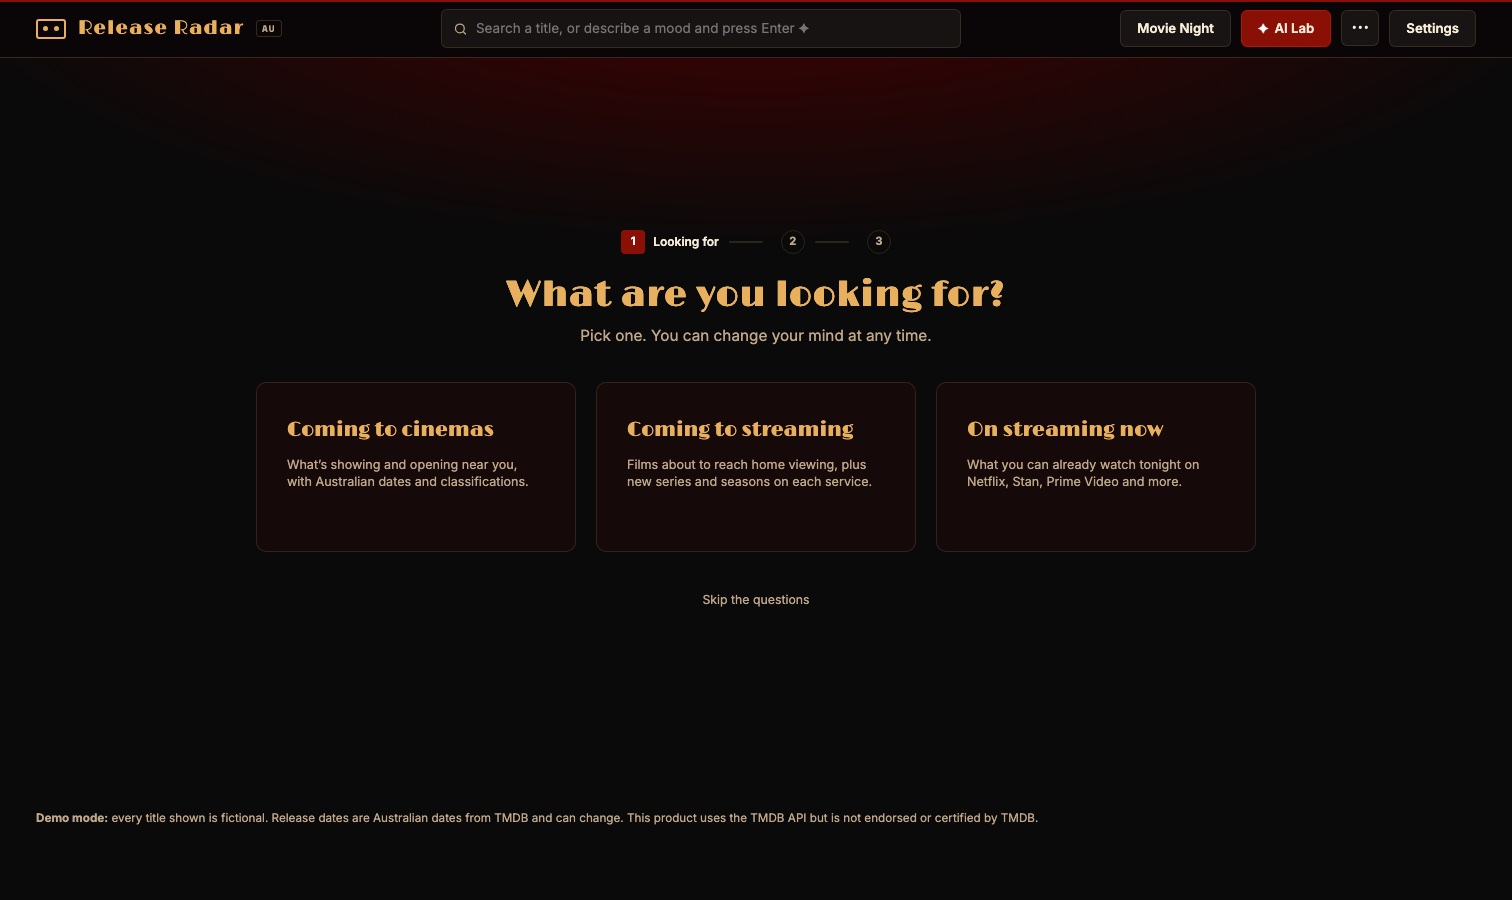 Release Radar AU
Search a title, or describe a mood and press Enter ✦
Movie Night
✦ AI Lab
•••
Settings
1 Looking for 2 3
What are you looking for?
Pick one. You can change your mind at any time.
Coming to cinemas
What’s showing and opening near you,
with Australian dates and classifications.
Coming to streaming
Films about to reach home viewing, plus
new series and seasons on each service.
On streaming now
What you can already watch tonight on
Netflix, Stan, Prime Video and more.
Skip the questions
Demo mode: every title shown is fictional. Release dates are Australian dates from TMDB and can change. This product uses the TMDB API but is not endorsed or certified by TMDB.